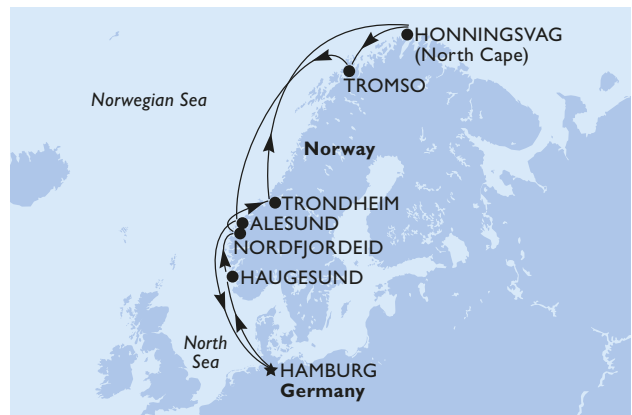 HONNINGSVAG
(North Cape)
TROMSO
Norwegian Sea
Norway
TRONDHEIM
ALESUND
NORDFJORDEID
HAUGESUND
North
Sea
HAMBURG
Germany